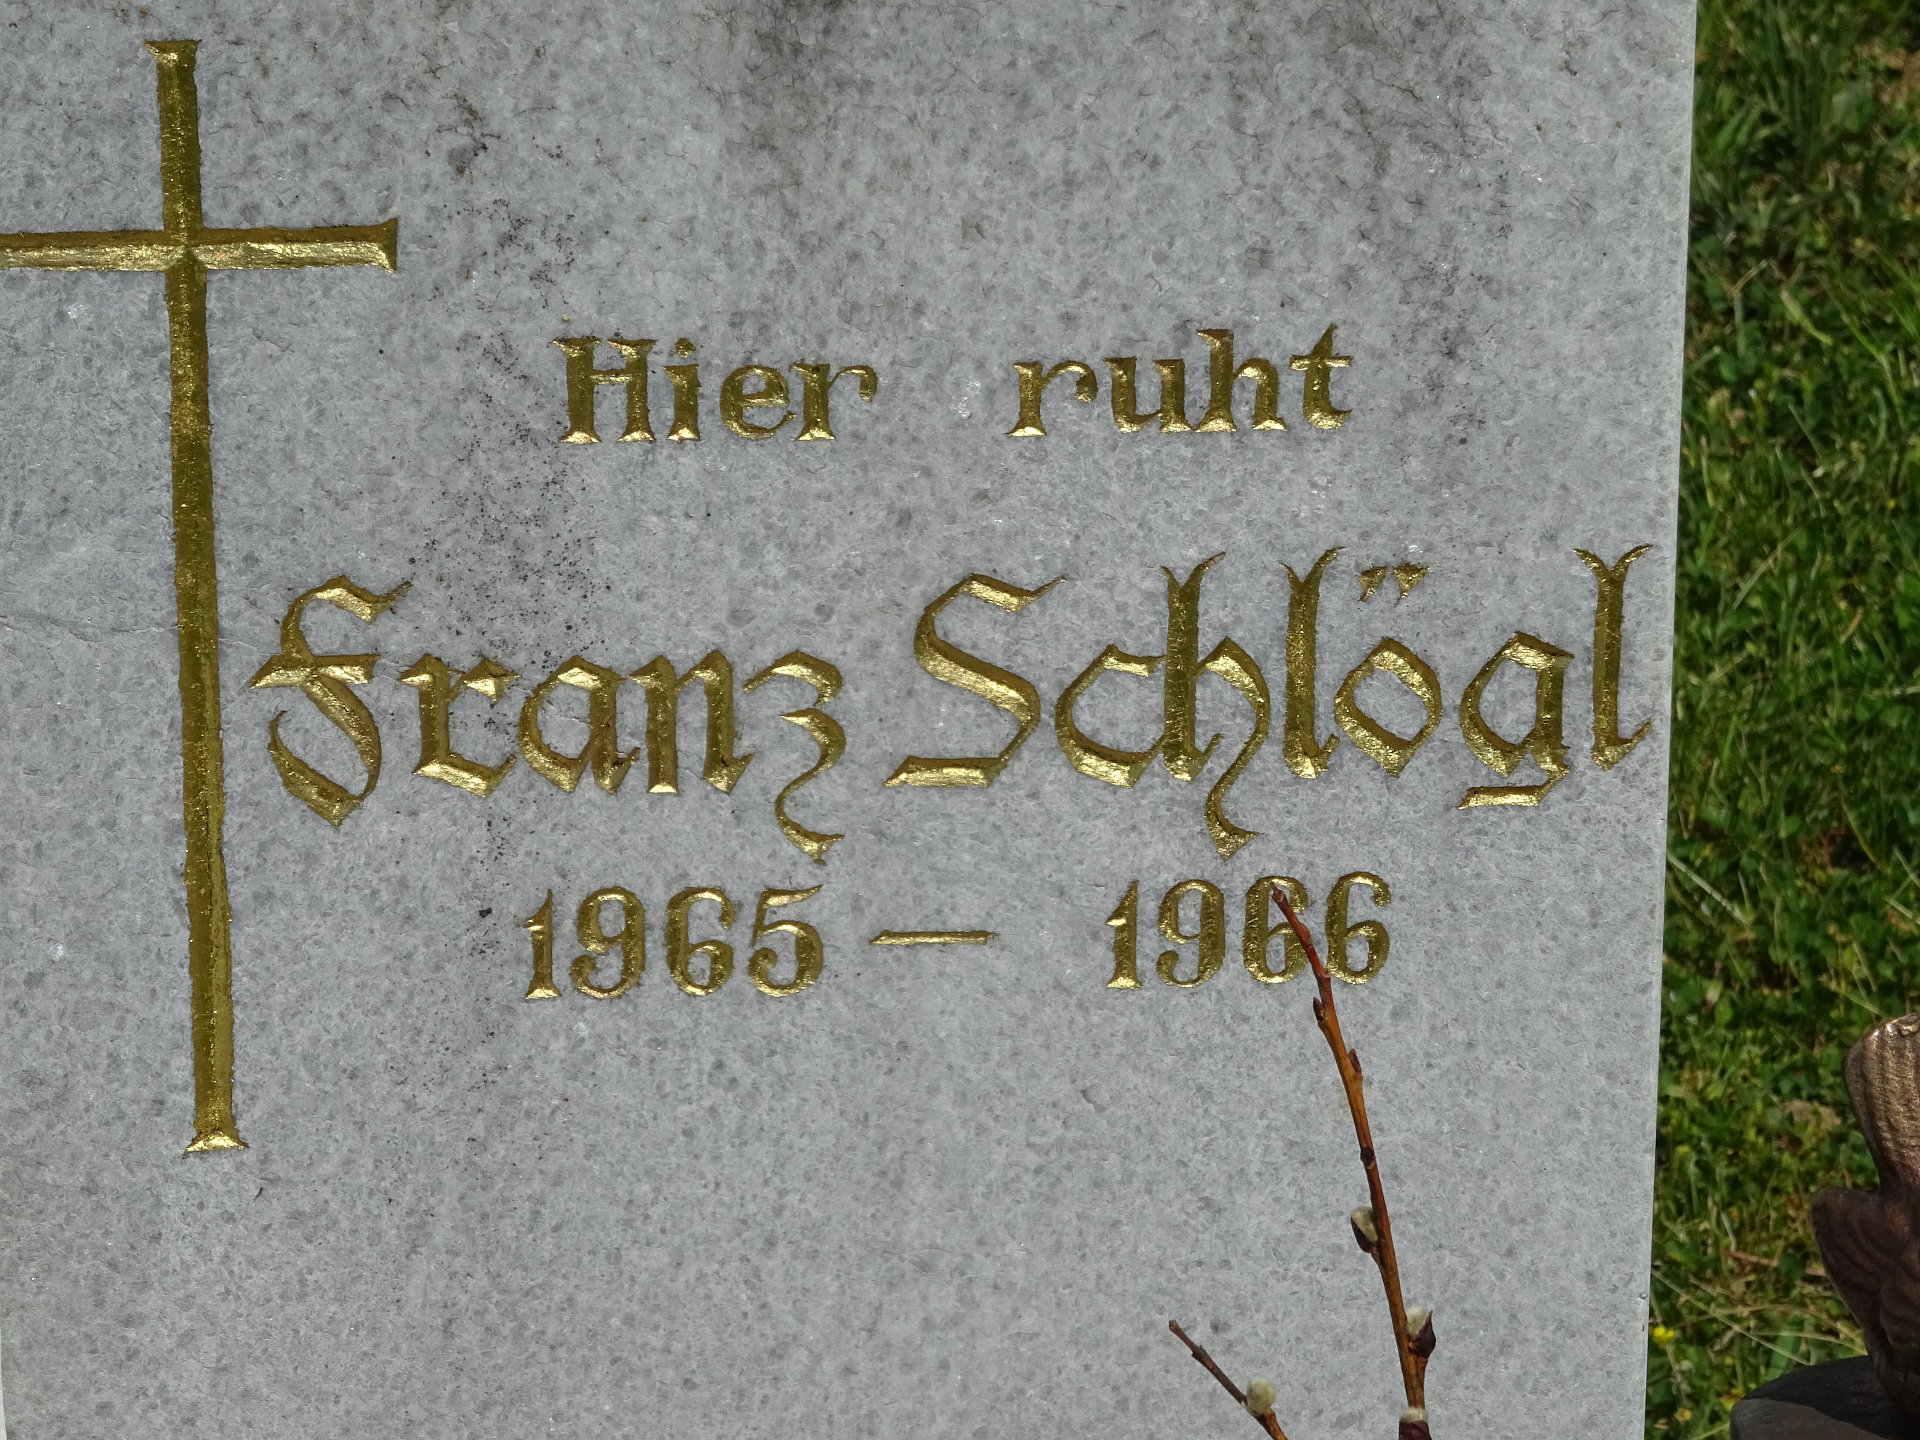 Hier ruht
Franz Schlögl
1965 — 1966